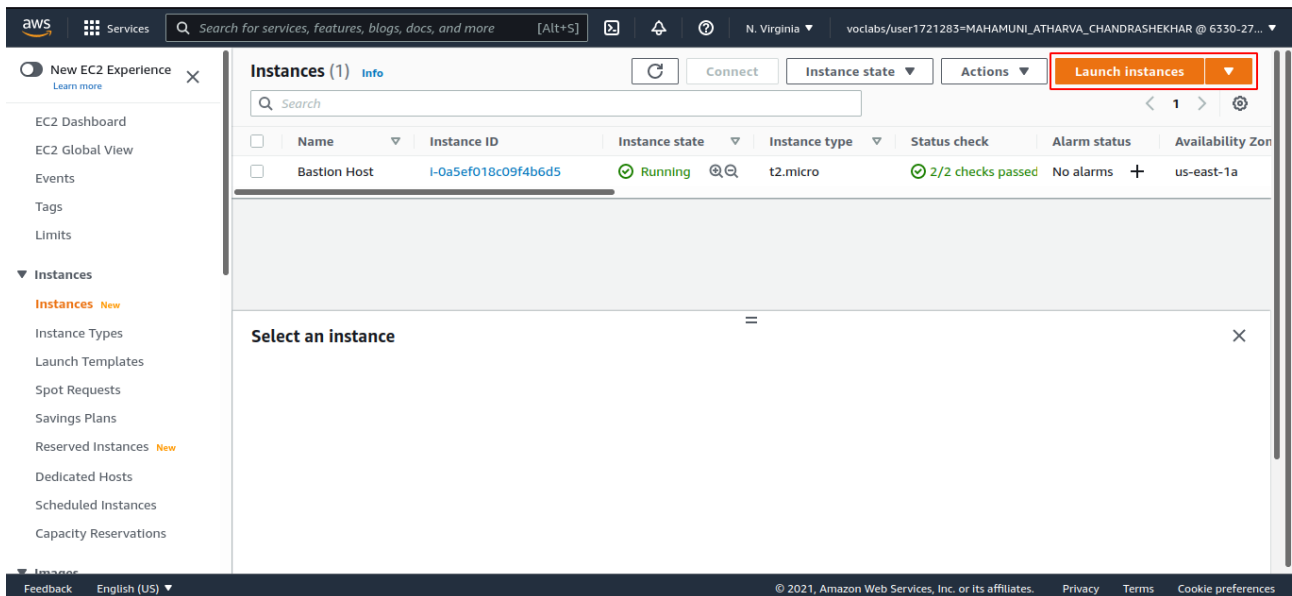 aws Services Search for services, features, blogs, docs, and more [Alt+S] N. Virginia ▼ voclabs/user1721283=MAHAMUNI_ATHARVA_CHANDRASHEKHAR @ 6330-27... ▼
New EC2 Experience
Learn more
EC2 Dashboard
EC2 Global View
Events
Tags
Limits
Instances
Instances New
Instance Types
Launch Templates
Spot Requests
Savings Plans
Reserved Instances New
Dedicated Hosts
Scheduled Instances
Capacity Reservations
Images
Instances (1) Info
Connect Instance state ▼ Actions ▼ Launch instances ▼
Search
1
Name Instance ID Instance state Instance type Status check Alarm status Availability Zon
Bastion Host i-0a5ef018c09f4b6d5 Running t2.micro 2/2 checks passed No alarms + us-east-1a
Select an instance
Feedback English (US) ▼ © 2021, Amazon Web Services, Inc. or its affiliates. Privacy Terms Cookie preferences